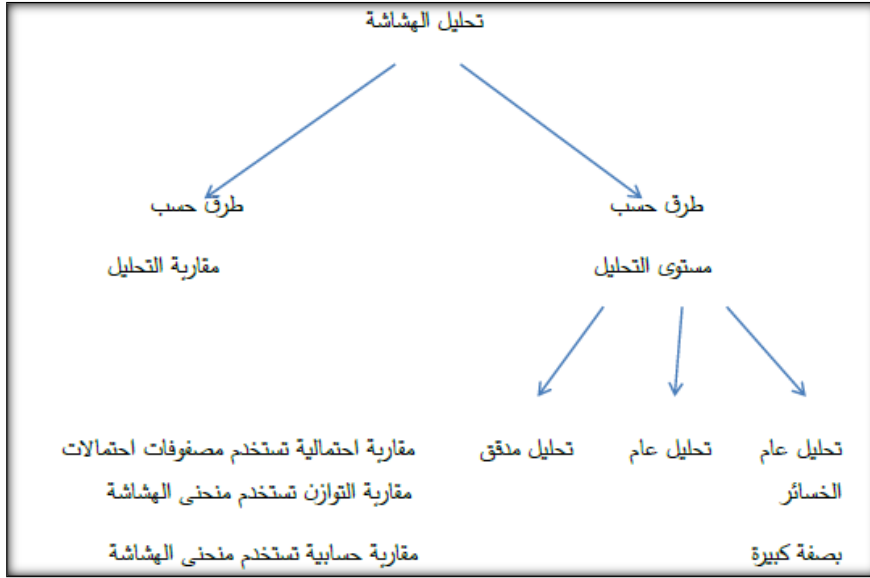 تحليل الهشاشة
طرق حسب
طرق حسب
مستوى التحليل
مقاربة التحليل
تحليل عام
تحليل عام
تحليل مدقق
مقاربة احتمالية تستخدم مصفوفات احتمالات
الخسائر
مقاربة التوازن تستخدم منحنى الهشاشة
بصفة كبيرة
مقاربة حسابية تستخدم منحنى الهشاشة